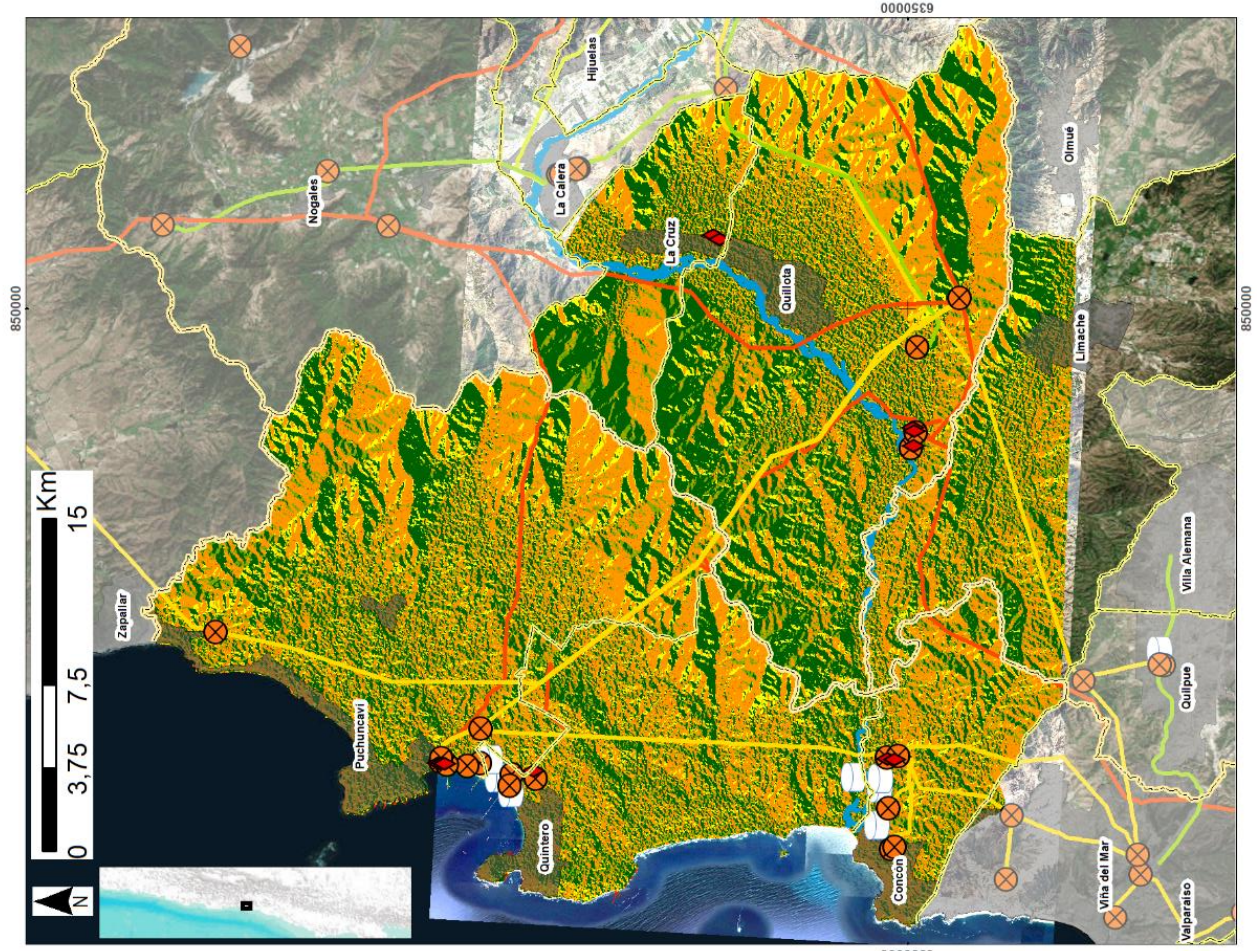 6350000
850000
Hijuelas
Nogales
La Calera
Olmué
La Cruz
Quillota
Limache
850000
Km
0 3,75 7,5 15
Zapallar
Villa Alemana
Puchuncaví
Quilpue
N
Quintero
Concón
Viña del Mar
Valparaíso